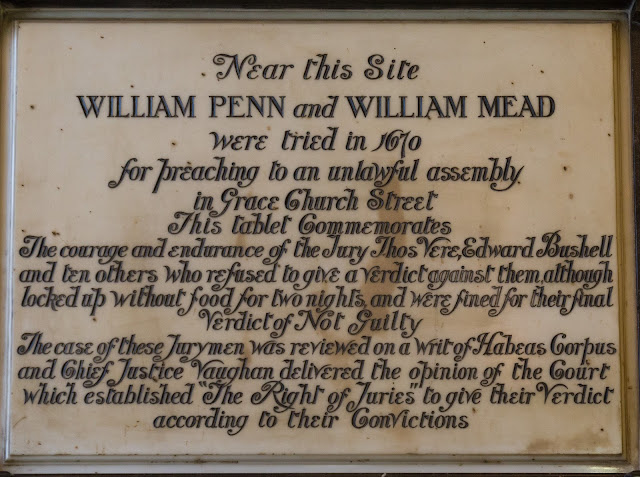 Near this Site
WILLIAM PENN and WILLIAM MEAD
were tried in 1670
for preaching to an unlawful assembly
in Grace Church Street
This tablet Commemorates
The courage and endurance of the Jury Thos Vere, Edward Bushell
and ten others who refused to give a verdict against them, although
locked up without food for two nights, and were fined for their final
Verdict of Not Guilty
The case of these Jurymen was reviewed on a writ of Habeas Corpus
and Chief Justice Vaughan delivered the opinion of the Court
which established "The Right of Juries" to give their Verdict
according to their Convictions